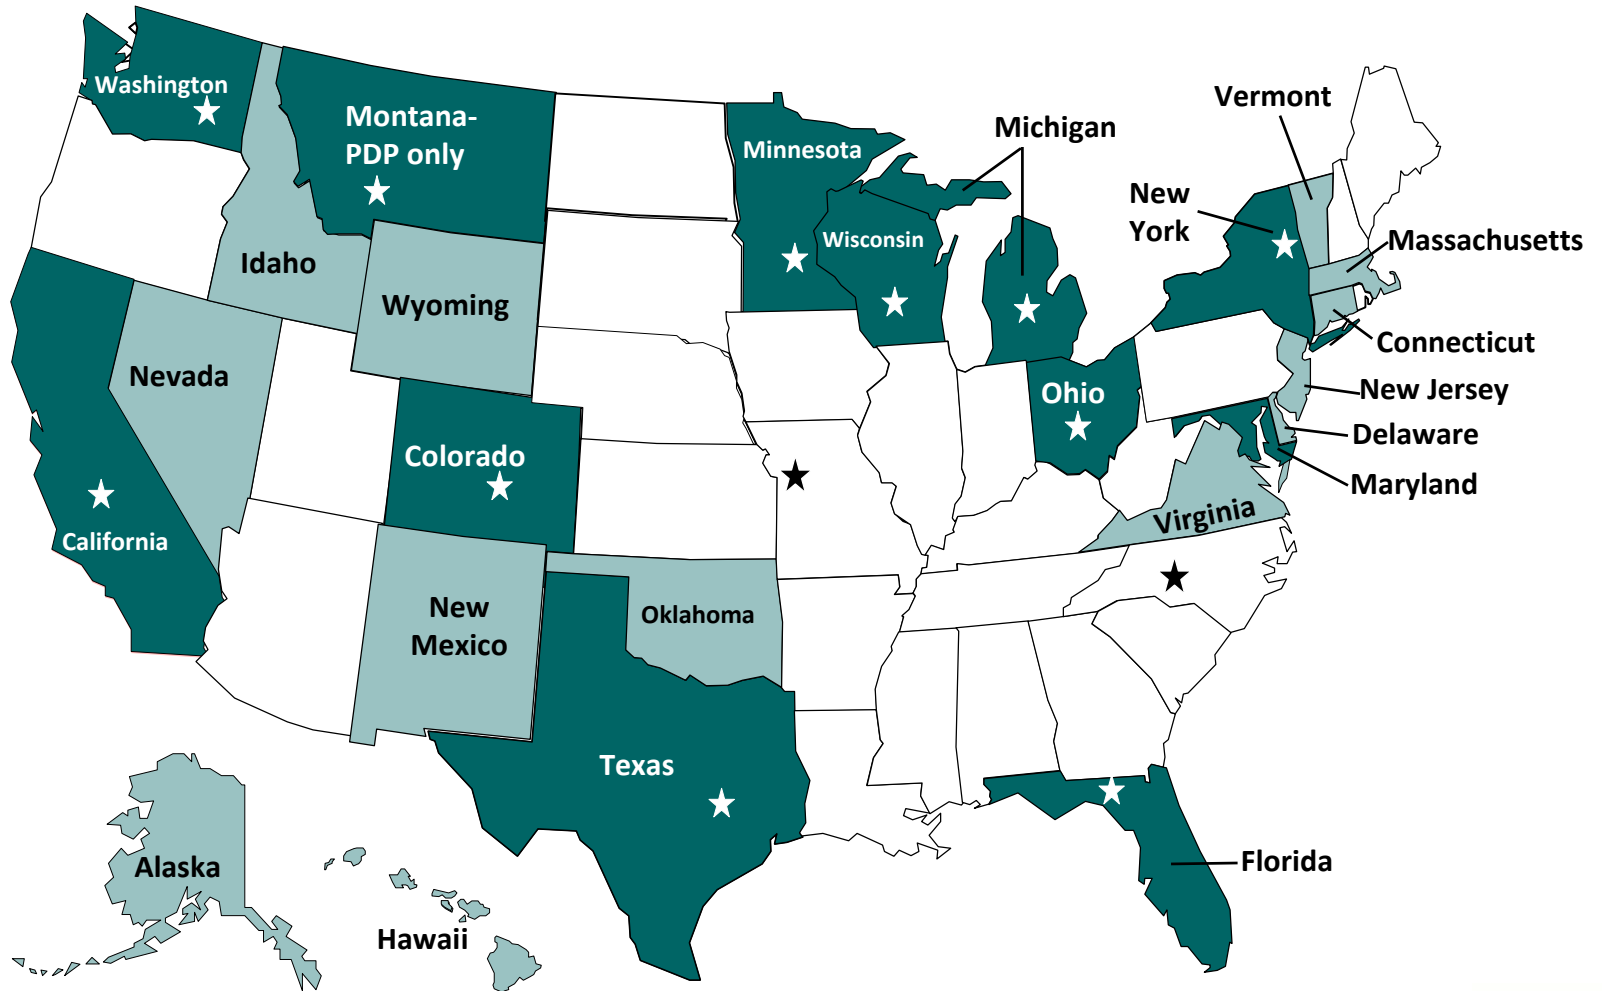 Washington
Montana-
PDP only
Minnesota
Michigan
Vermont
New
York
Massachusetts
Wisconsin
Idaho
Wyoming
Nevada
Connecticut
New Jersey
Ohio
Delaware
Maryland
Colorado
Virginia
California
New
Mexico
Oklahoma
Texas
Florida
Alaska
Hawaii